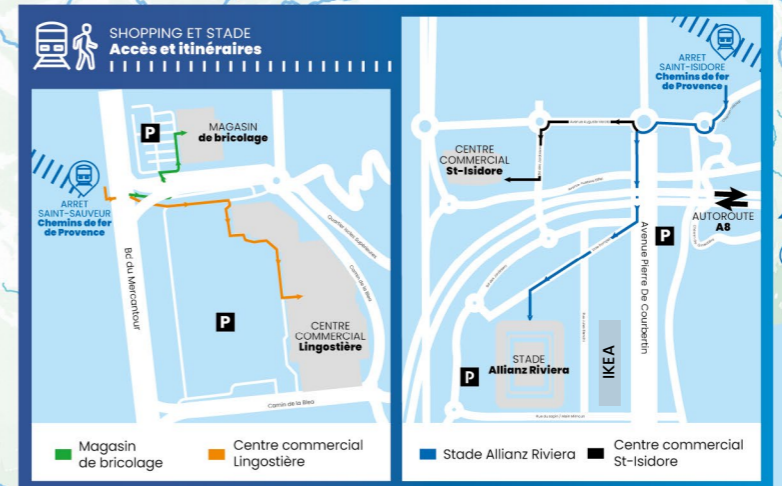 SHOPPING ET STADE
Accès et itinéraires
P
MAGASIN
de bricolage
ARRET
SAINT-SAUVEUR
Chemins de fer
de Provence
Bd du Mercantour
P
CENTRE
COMMERCIAL
Lingostière
Magasin
de bricolage
Centre commercial
Lingostière
ARRET
SAINT-ISIDORE
Chemins de fer
de Provence
CENTRE
COMMERCIAL
St-Isidore
AUTOROUTE
A8
P
Avenue Pierre De Courbertin
STADE
Allianz Riviera
IKEA
P
Stade Allianz Riviera
Centre commercial
St-Isidore